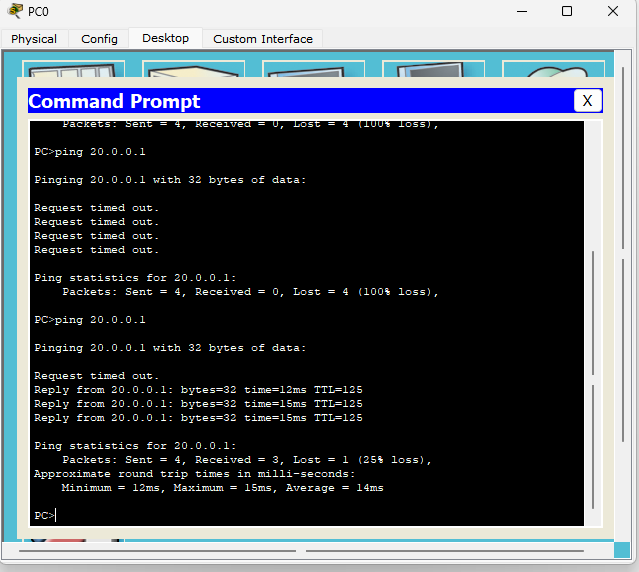 PC0
Physical Config Desktop Custom Interface
Command Prompt X
Packets: Sent = 4, Received = 0, Lost = 4 (100% loss),
PC>ping 20.0.0.1
Pinging 20.0.0.1 with 32 bytes of data:
Request timed out.
Request timed out.
Request timed out.
Request timed out.
Ping statistics for 20.0.0.1:
Packets: Sent = 4, Received = 0, Lost = 4 (100% loss),
PC>ping 20.0.0.1
Pinging 20.0.0.1 with 32 bytes of data:
Request timed out.
Reply from 20.0.0.1: bytes=32 time=12ms TTL=125
Reply from 20.0.0.1: bytes=32 time=15ms TTL=125
Reply from 20.0.0.1: bytes=32 time=15ms TTL=125
Ping statistics for 20.0.0.1:
Packets: Sent = 4, Received = 3, Lost = 1 (25% loss),
Approximate round trip times in milli-seconds:
Minimum = 12ms, Maximum = 15ms, Average = 14ms
PC>